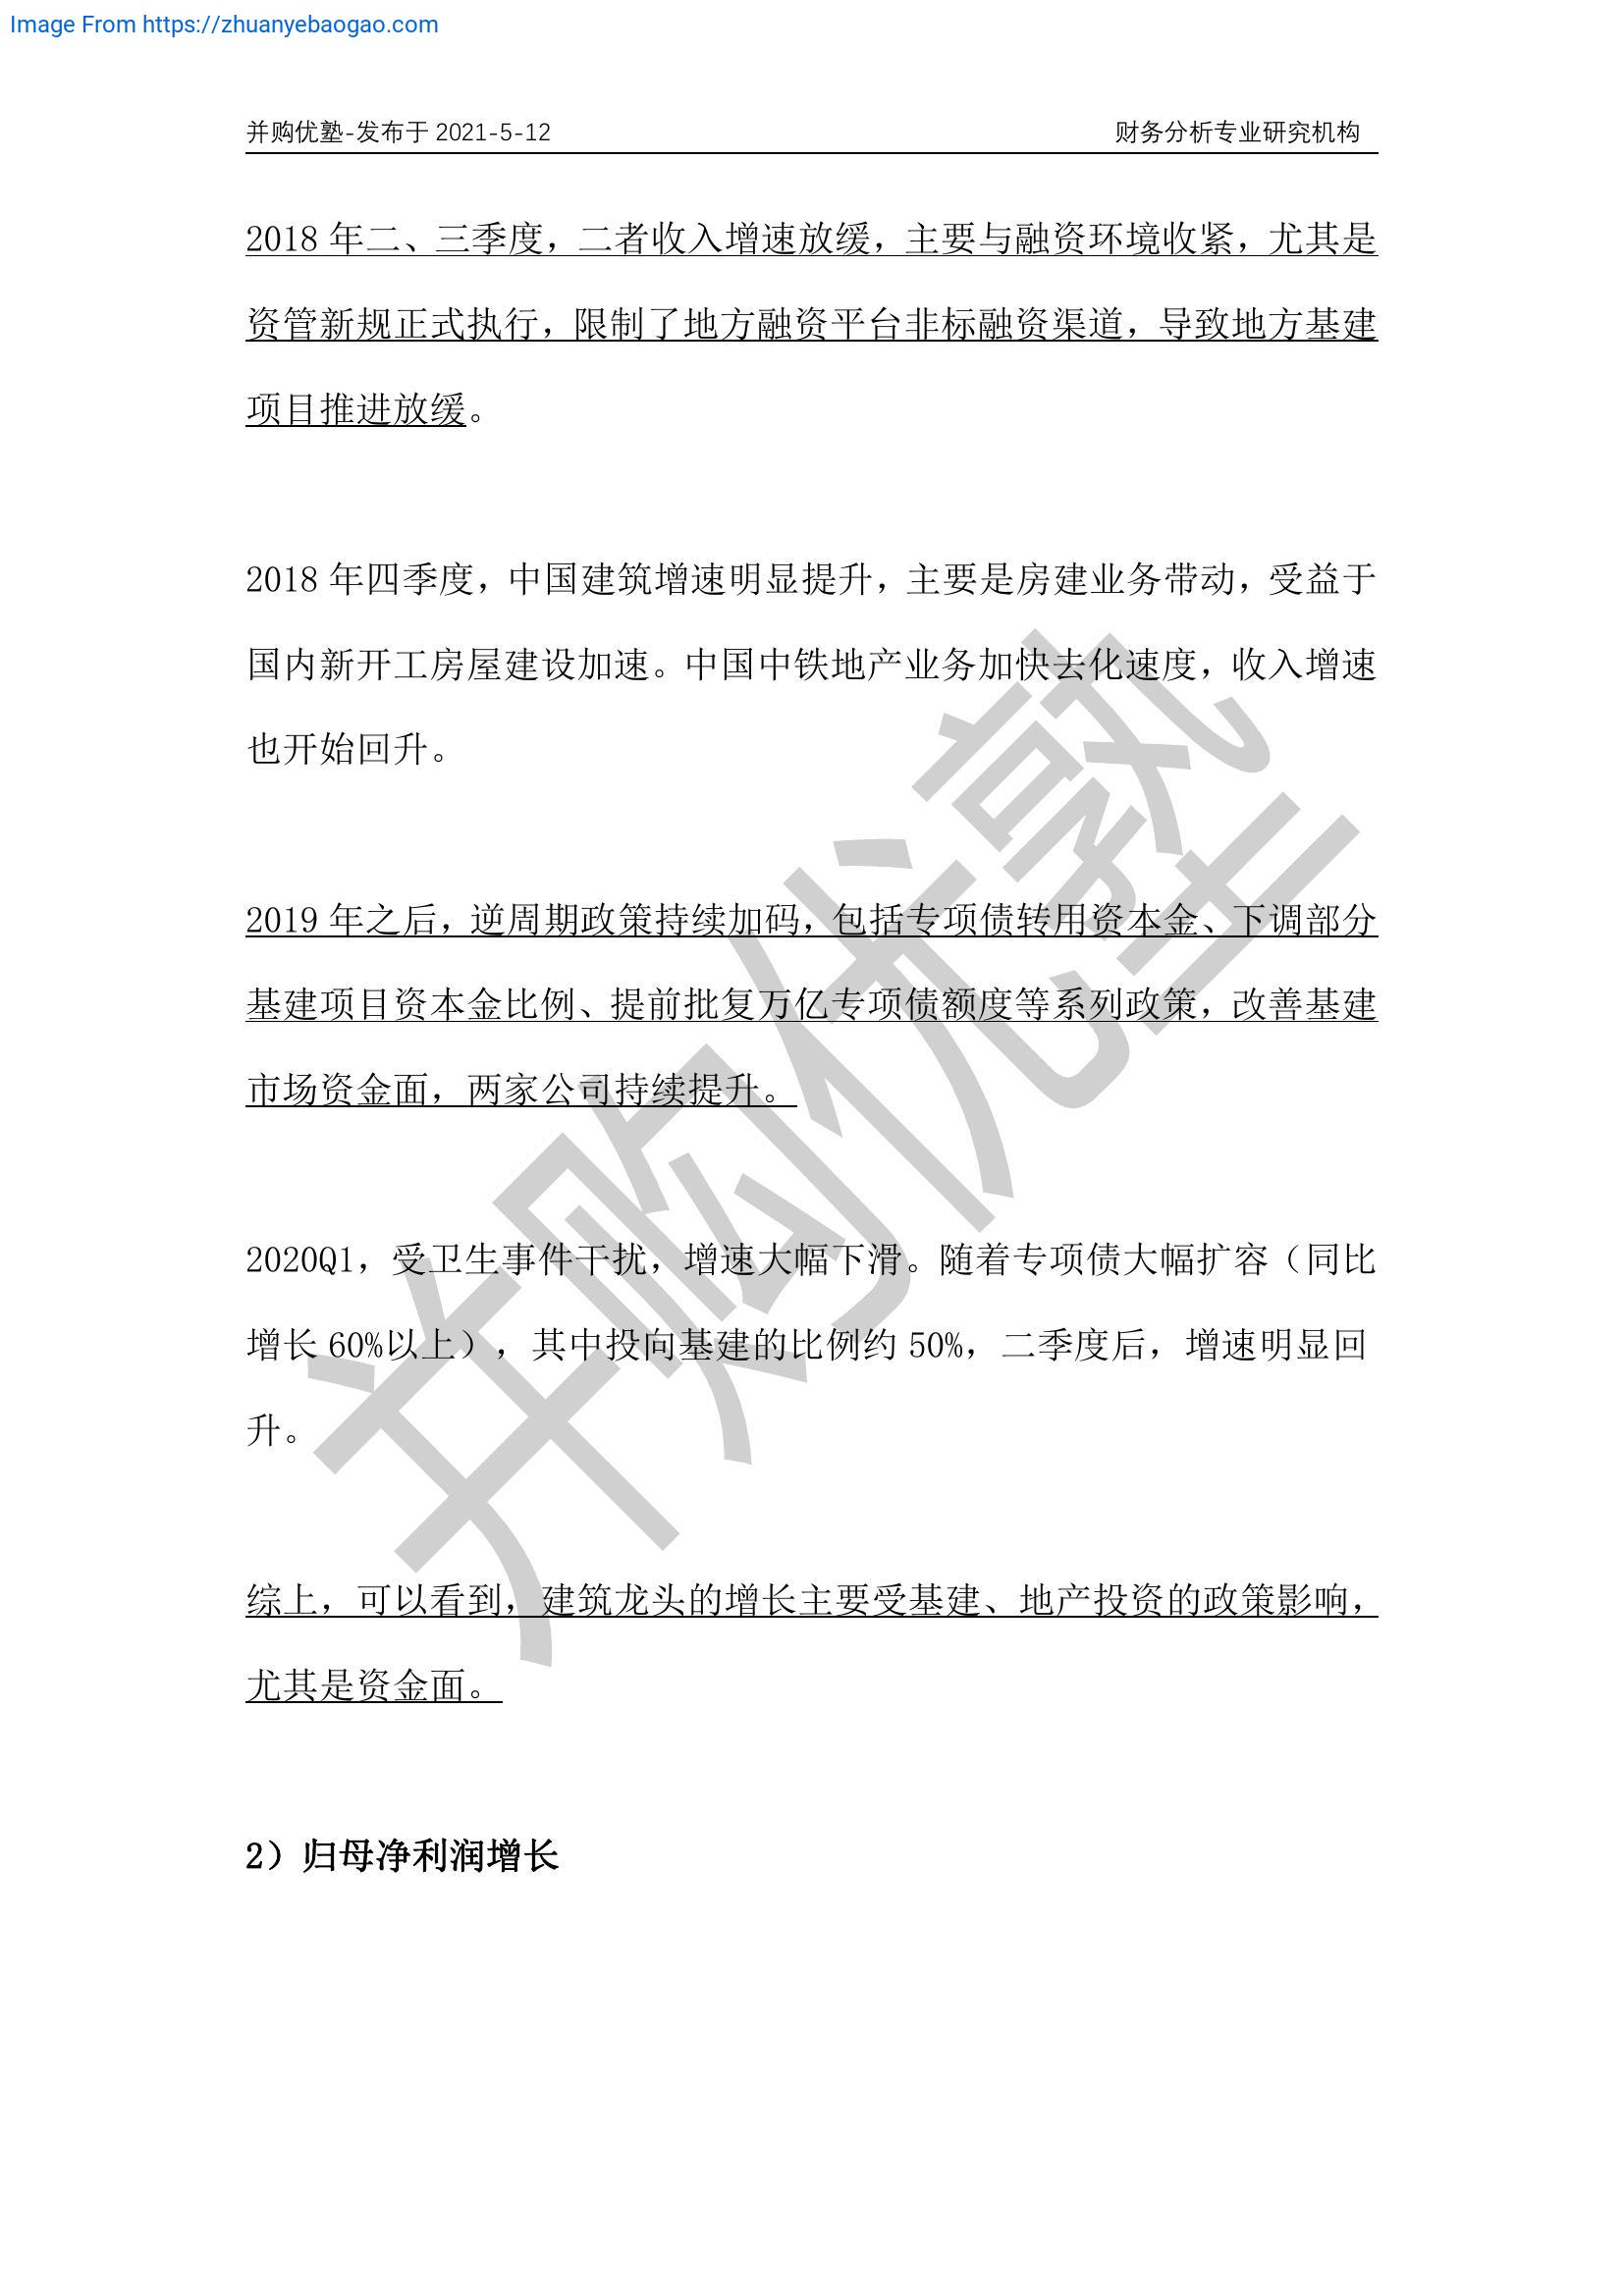 Image From https://zhuanyebaogao.com
并购优塾-发布于 2021-5-12
财务分析专业研究机构
2018 年二、三季度，二者收入增速放缓，主要与融资环境收紧，尤其是
资管新规正式执行，限制了地方融资平台非标融资渠道，导致地方基建
项目推进放缓。
2018 年四季度，中国建筑增速明显提升，主要是房建业务带动，受益于
国内新开工房屋建设加速。中国中铁地产业务加快去化速度，收入增速
也开始回升。
2019 年之后，逆周期政策持续加码，包括专项债转用资本金、下调部分
基建项目资本金比例、提前批复万亿专项债额度等系列政策，改善基建
市场资金面，两家公司持续提升。
2020Q1，受卫生事件干扰，增速大幅下滑。随着专项债大幅扩容（同比
增长 60%以上），其中投向基建的比例约 50%，二季度后，增速明显回
升。
综上，可以看到，建筑龙头的增长主要受基建、地产投资的政策影响，
尤其是资金面。
2）归母净利润增长
并购优塾